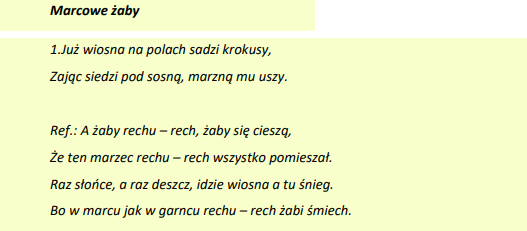 Marcowe żaby
1.Już wiosna na polach sadzi krokusy,
Zając siedzi pod sosną, marzną mu uszy.
Ref.: A żaby rechu – rech, żaby się cieszą,
Że ten marzec rechu – rech wszystko pomieszał.
Raz słońce, a raz deszcz, idzie wiosna a tu śnieg.
Bo w marcu jak w garncu rechu – rech żabi śmiech.